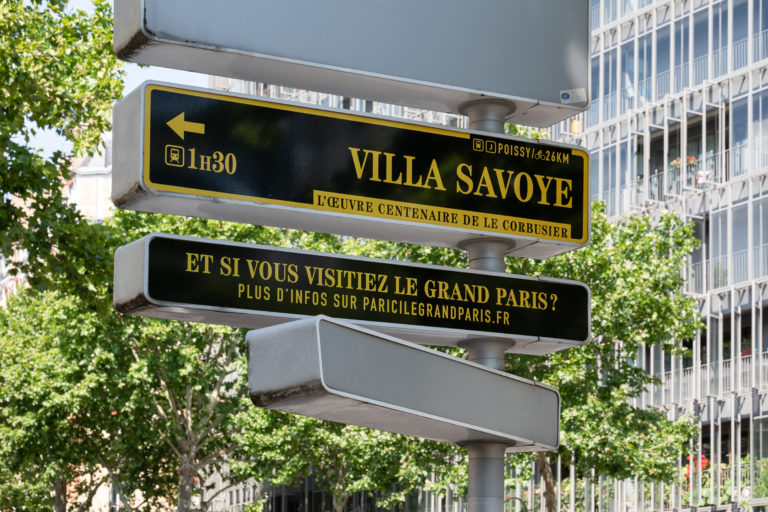 POISSY/26KM
1H30
VILLA SAVOYE
L'ŒUVRE CENTENAIRE DE LE CORBUSIER
ET SI VOUS VISITIEZ LE GRAND PARIS?
PLUS D'INFOS SUR PARICILEGRANDPARIS.FR